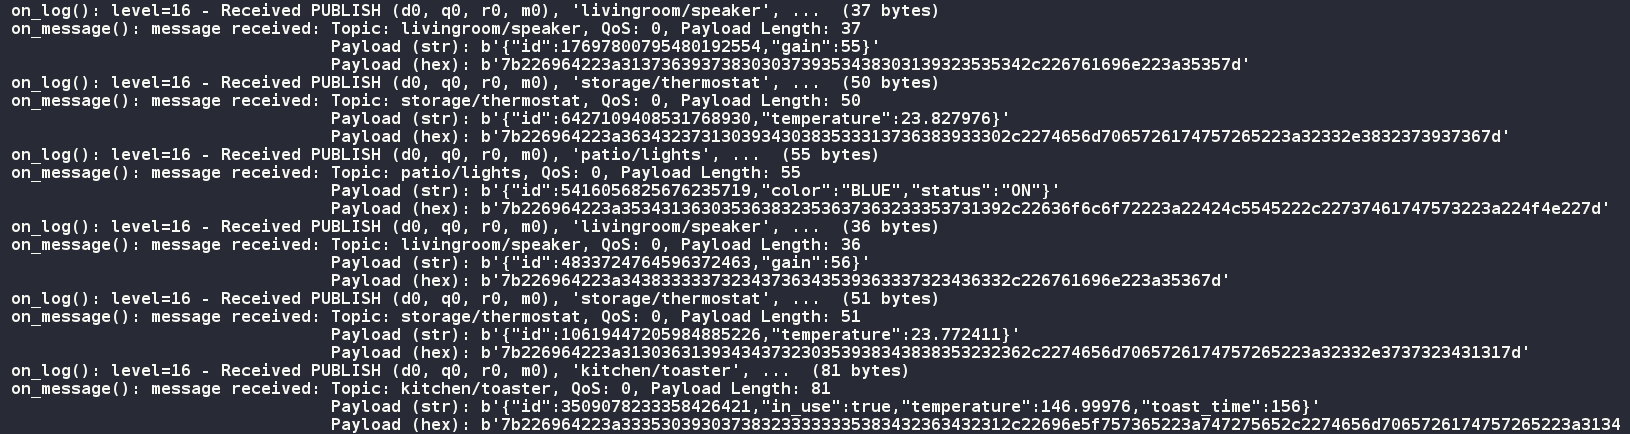 on_log(): level=16 - Received PUBLISH (d0, q0, r0, m0), 'livingroom/speaker', ...  (37 bytes)
on_message(): message received: Topic: livingroom/speaker, QoS: 0, Payload Length: 37
Payload (str): b'{"id":17697800795480192554,"gain":55}'
Payload (hex): b'7b226964223a31373639373830303739353438303139323535342c226761696e223a35357d'
on_log(): level=16 - Received PUBLISH (d0, q0, r0, m0), 'storage/thermostat', ...  (50 bytes)
on_message(): message received: Topic: storage/thermostat, QoS: 0, Payload Length: 50
Payload (str): b'{"id":6427109408531768930,"temperature":23.827976}'
Payload (hex): b'7b226964223a363432373130393430383533313736383933302c2274656d7065726174757265223a32332e3832373937367d'
on_log(): level=16 - Received PUBLISH (d0, q0, r0, m0), 'patio/lights', ...  (55 bytes)
on_message(): message received: Topic: patio/lights, QoS: 0, Payload Length: 55
Payload (str): b'{"id":5416056825676235719,"color":"BLUE","status":"ON"}'
Payload (hex): b'7b226964223a353431363035363832353637363233353731392c22636f6c6f72223a22424c5545222c22737461747573223a224f4e227d'
on_log(): level=16 - Received PUBLISH (d0, q0, r0, m0), 'livingroom/speaker', ...  (36 bytes)
on_message(): message received: Topic: livingroom/speaker, QoS: 0, Payload Length: 36
Payload (str): b'{"id":4833724764596372463,"gain":56}'
Payload (hex): b'7b226964223a343833333732343736343539363337323436332c226761696e223a35367d'
on_log(): level=16 - Received PUBLISH (d0, q0, r0, m0), 'storage/thermostat', ...  (51 bytes)
on_message(): message received: Topic: storage/thermostat, QoS: 0, Payload Length: 51
Payload (str): b'{"id":10619447205984885226,"temperature":23.772411}'
Payload (hex): b'7b226964223a31303631393434373230353938343838353232362c2274656d7065726174757265223a32332e3737323431317d'
on_log(): level=16 - Received PUBLISH (d0, q0, r0, m0), 'kitchen/toaster', ...  (81 bytes)
on_message(): message received: Topic: kitchen/toaster, QoS: 0, Payload Length: 81
Payload (str): b'{"id":3509078233358426421,"in_use":true,"temperature":146.99976,"toast_time":156}'
Payload (hex): b'7b226964223a333530393037383233333335383432363432312c22696e5f757365223a747275652c2274656d7065726174757265223a3134